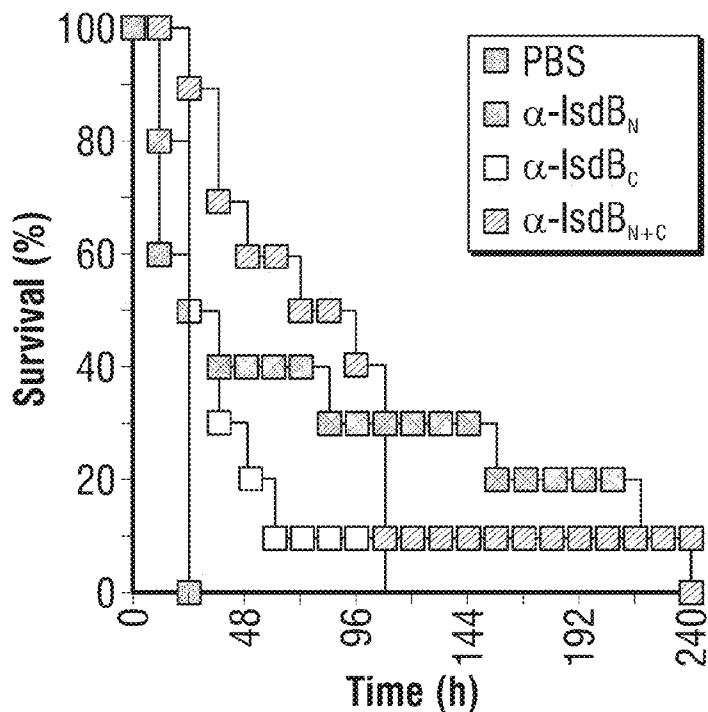 100
80
60
40
20
0
Survival (%)
PBS
α-IsdB_N
α-IsdB_C
α-IsdB_N+C
0
48
96
144
192
240
Time (h)